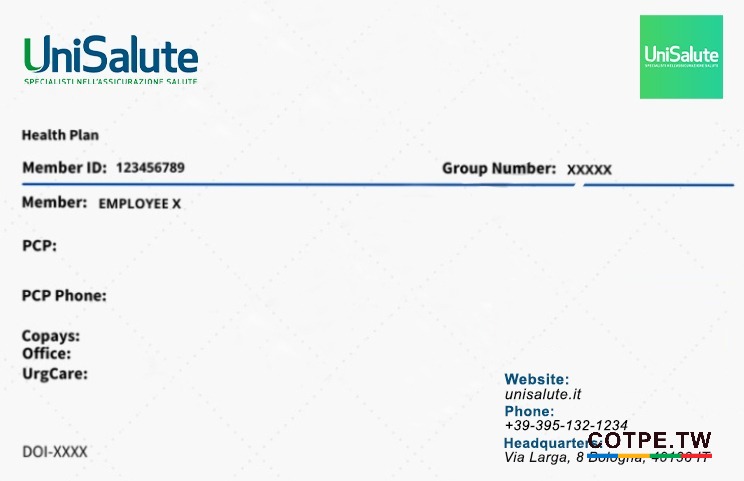 UniSalute
SPECIALISTI NELL'ASSICURAZIONE SALUTE
UniSalute
SPECIALISTI NELL'ASSICURAZIONE SALUTE
Health Plan
Member ID: 123456789
Group Number: XXXXX
Member: EMPLOYEE X
PCP:
PCP Phone:
Copays:
Office:
UrgCare:
Website:
unisalute.it
Phone:
+39-395-132-1234
Headquarters:
COTPE.TW
Via Larga, 8 Bologna, IT
DOI-XXXX